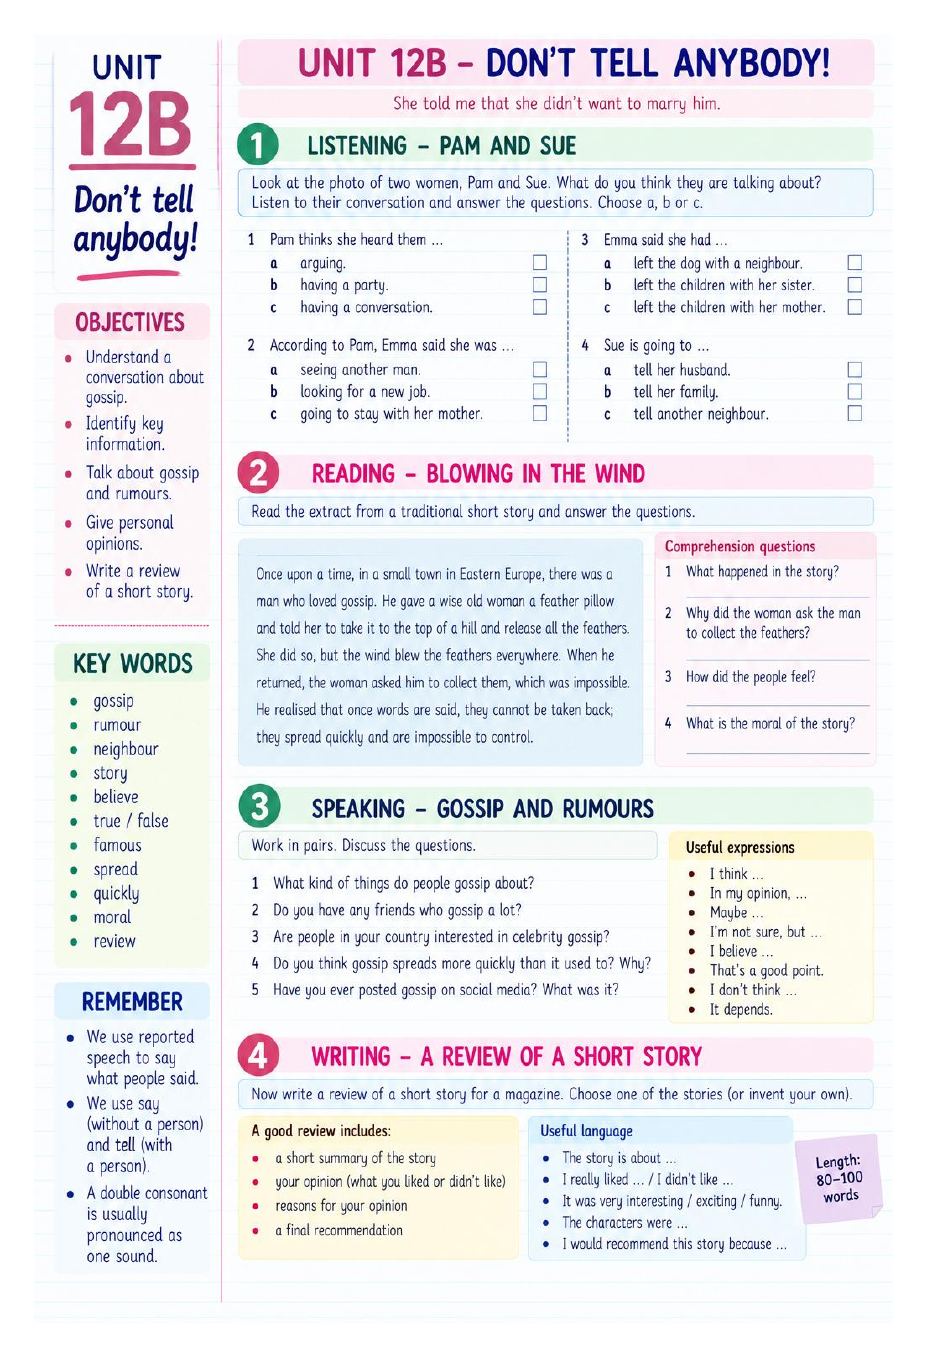 UNIT
12B
Don't tell
anybody!
OBJECTIVES
• Understand a
conversation about
gossip.
• Identify key
information.
• Talk about gossip
and rumours.
• Give personal
opinions.
• Write a review
of a short story.
KEY WORDS
• gossip
• rumour
• neighbour
• story
• believe
• true / false
• famous
• spread
• quickly
• moral
• review
REMEMBER
• We use reported
speech to say
what people said.
• We use say
(without a person)
and tell (with
a person).
• A double consonant
is usually
pronounced as
one sound.
UNIT 12B – DON'T TELL ANYBODY!
She told me that she didn't want to marry him.
1 LISTENING – PAM AND SUE
Look at the photo of two women, Pam and Sue. What do you think they are talking about?
Listen to their conversation and answer the questions. Choose a, b or c.
1 Pam thinks she heard them ...
a arguing.
b having a party.
c having a conversation.
2 According to Pam, Emma said she was ...
a seeing another man.
b looking for a new job.
c going to stay with her mother.
3 Emma said she had ...
a left the dog with a neighbour.
b left the children with her sister.
c left the children with her mother.
4 Sue is going to ...
a tell her husband.
b tell her family.
c tell another neighbour.
2 READING – BLOWING IN THE WIND
Read the extract from a traditional short story and answer the questions.
Once upon a time, in a small town in Eastern Europe, there was a
man who loved gossip. He gave a wise old woman a feather pillow
and told her to take it to the top of a hill and release all the feathers.
She did so, but the wind blew the feathers everywhere. When he
returned, the woman asked him to collect them, which was impossible.
He realised that once words are said, they cannot be taken back;
they spread quickly and are impossible to control.
Comprehension questions
1 What happened in the story?
2 Why did the woman ask the man
to collect the feathers?
3 How did the people feel?
4 What is the moral of the story?
3 SPEAKING – GOSSIP AND RUMOURS
Work in pairs. Discuss the questions.
1 What kind of things do people gossip about?
2 Do you have any friends who gossip a lot?
3 Are people in your country interested in celebrity gossip?
4 Do you think gossip spreads more quickly than it used to? Why?
5 Have you ever posted gossip on social media? What was it?
Useful expressions
• I think ...
• In my opinion, ...
• Maybe ...
• I'm not sure, but ...
• I believe ...
• That's a good point.
• I don't think ...
• It depends.
4 WRITING – A REVIEW OF A SHORT STORY
Now write a review of a short story for a magazine. Choose one of the stories (or invent your own).
A good review includes:
• a short summary of the story
• your opinion (what you liked or didn't like)
• reasons for your opinion
• a final recommendation
Useful language
• The story is about ...
• I really liked ... / I didn't like ...
• It was very interesting / exciting / funny.
• The characters were ...
• I would recommend this story because ...
Length:
80–100
words